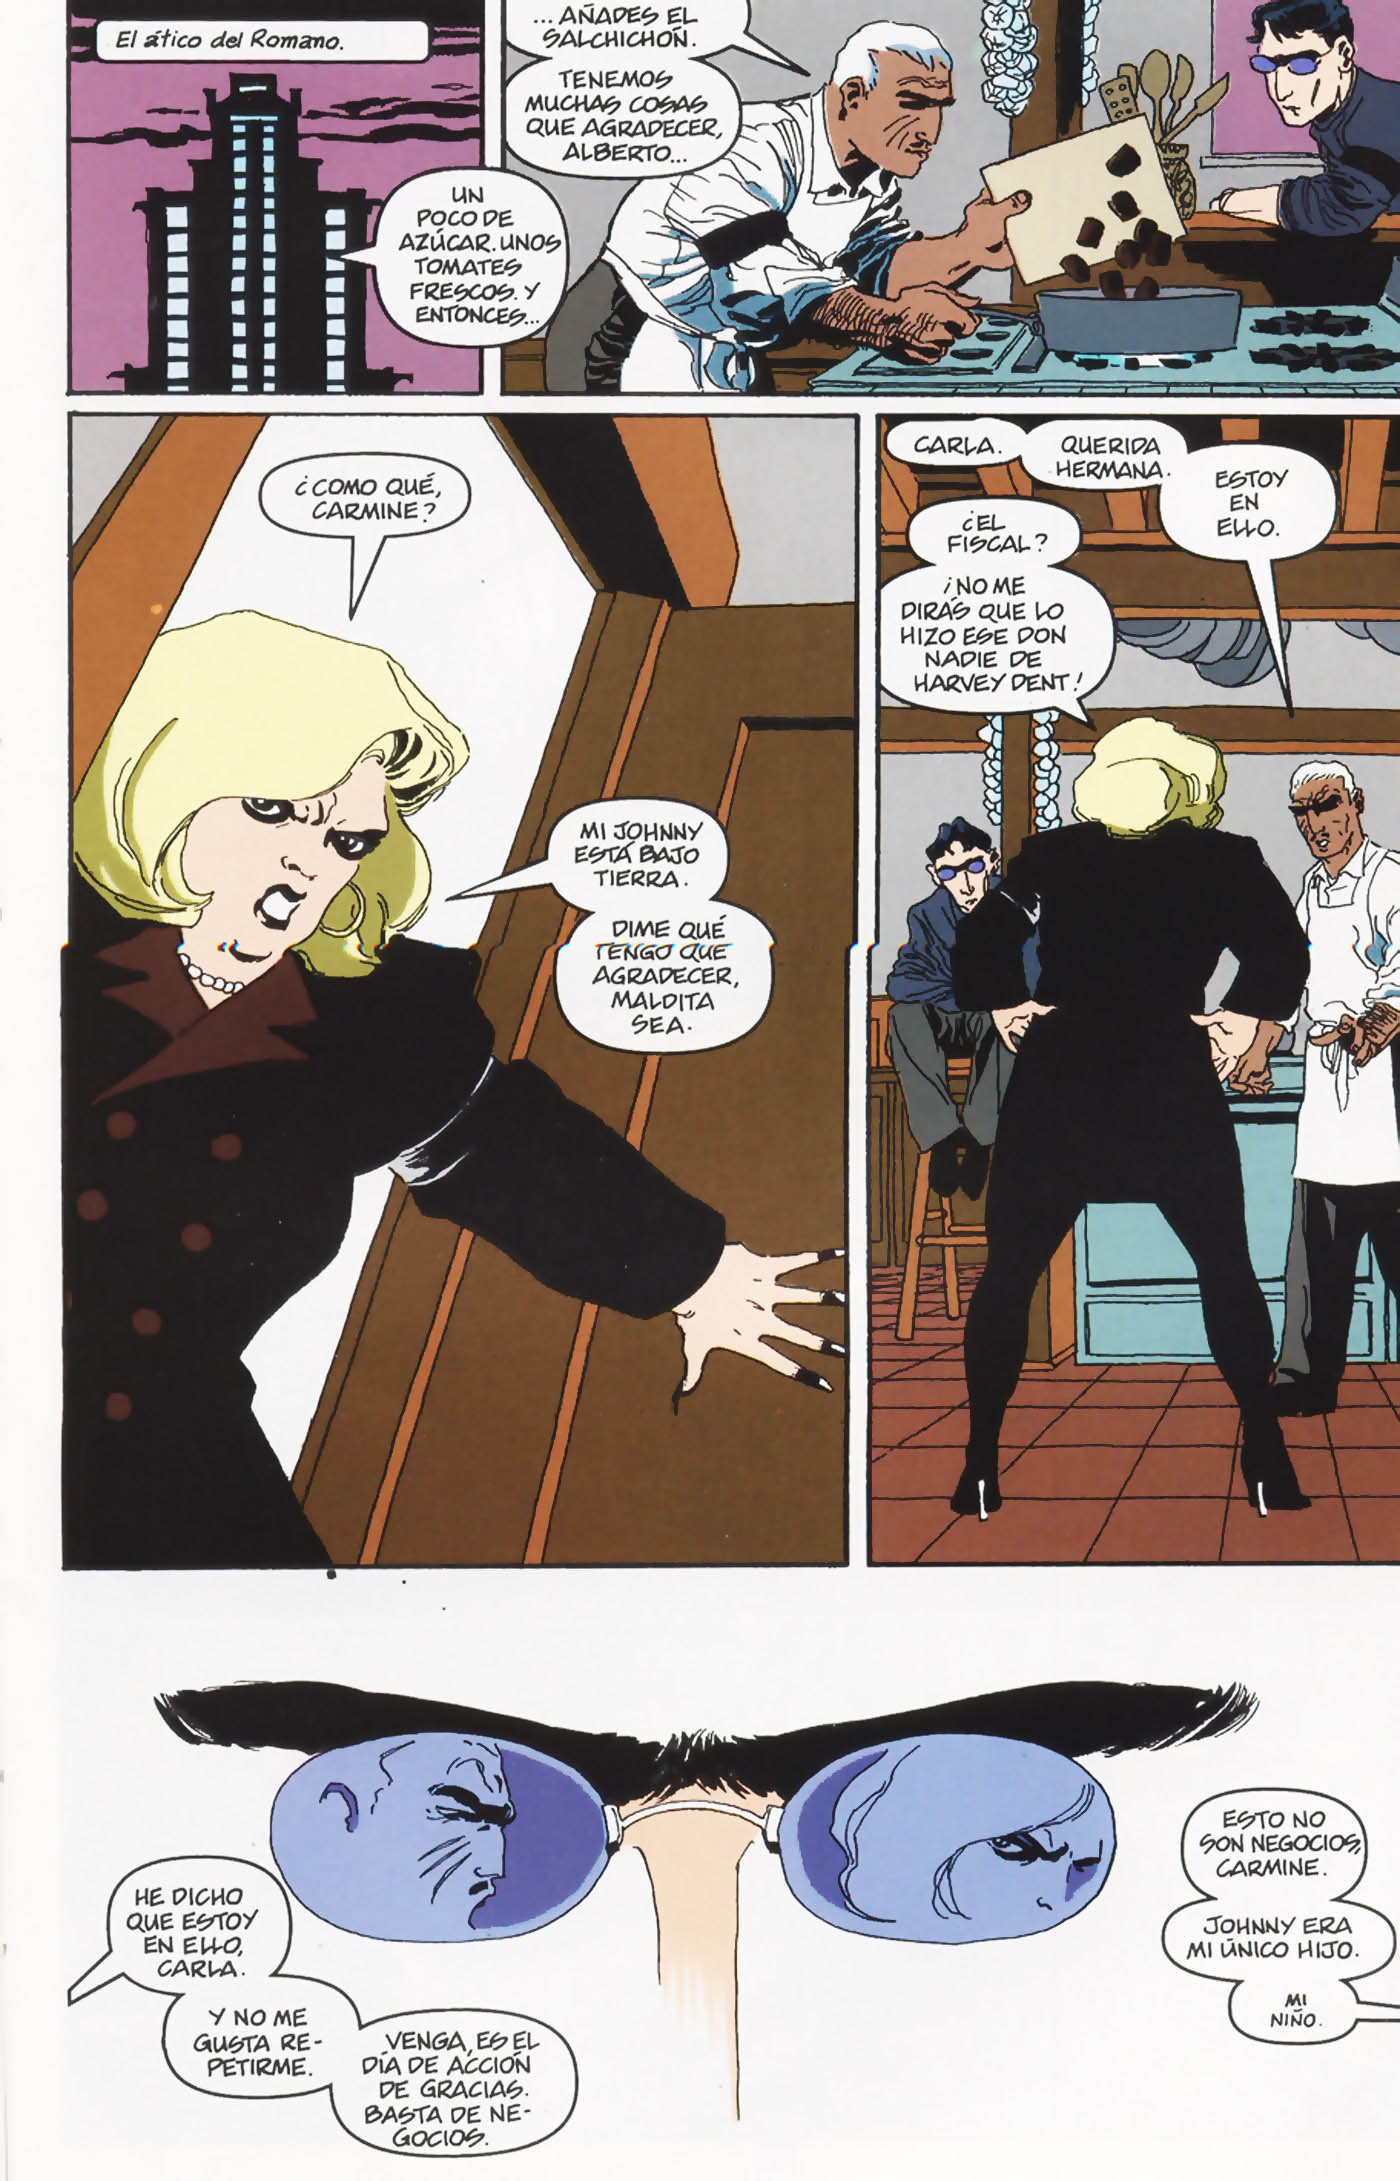 El ático del Romano.
UN
POCO DE
AZÚCAR. UNOS
TOMATES
FRESCOS. Y
ENTONCES...
... AÑADES EL
SALCHICHÓN.
TENEMOS
MUCHAS COSAS
QUE AGRADECER,
ALBERTO...
¿COMO QUÉ,
CARMINE?
MI JOHNNY
ESTÁ BAJO
TIERRA.
DIME QUÉ
TENGO QUE
AGRADECER,
MALDITA
SEA.
CARLA.
QUERIDA
HERMANA.
ESTOY
EN
ELLO.
¿EL
FISCAL?
¡NO ME
DIRÁS QUE LO
HIZO ESE DON
NADIE DE
HARVEY DENT!
HE DICHO
QUE ESTOY
EN ELLO,
CARLA.
Y NO ME
GUSTA RE-
PETIRME.
VENGA, ES EL
DÍA DE ACCIÓN
DE GRACIAS.
BASTA DE NE-
GOCIOS.
ESTO NO
SON NEGOCIOS,
CARMINE.
JOHNNY ERA
MI ÚNICO HIJO.
MI
NIÑO.